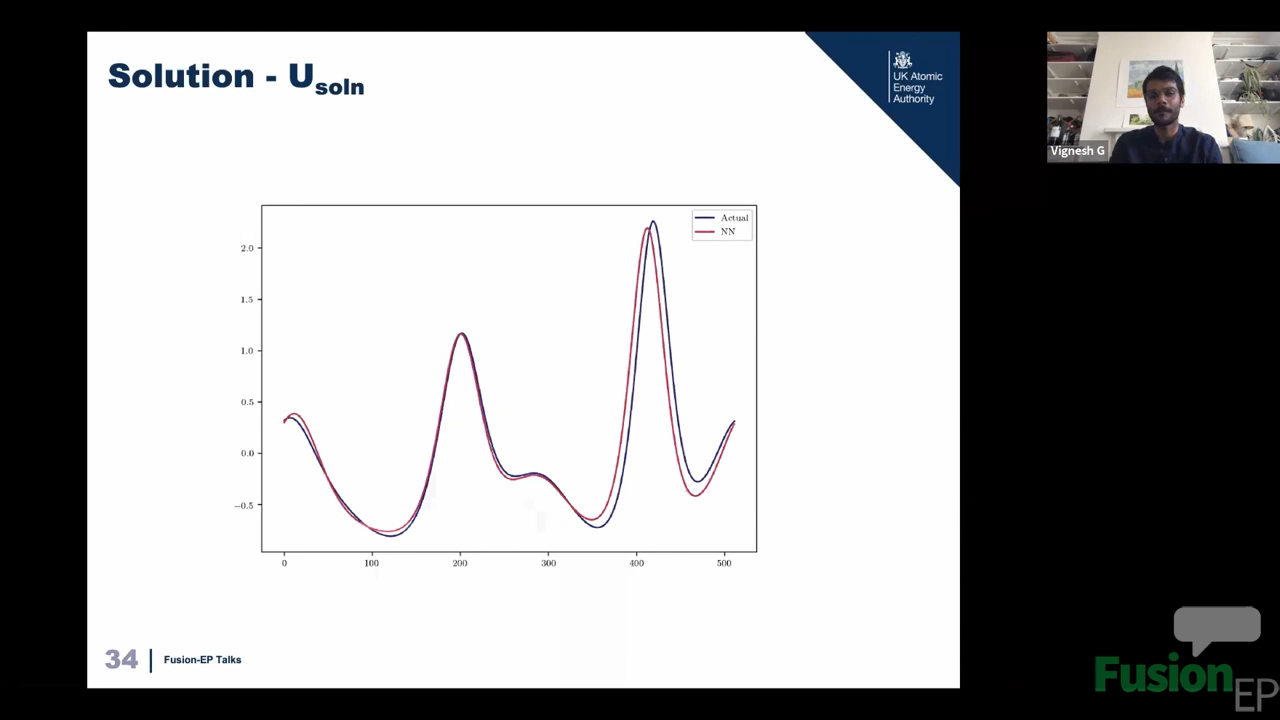 Solution - Usoln
UK Atomic
Energy
Authority
Vignesh G
Actual
NN
2.0
1.5
1.0
0.5
0.0
−0.5
0 100 200 300 400 500
34 Fusion-EP Talks
Fusion
EP